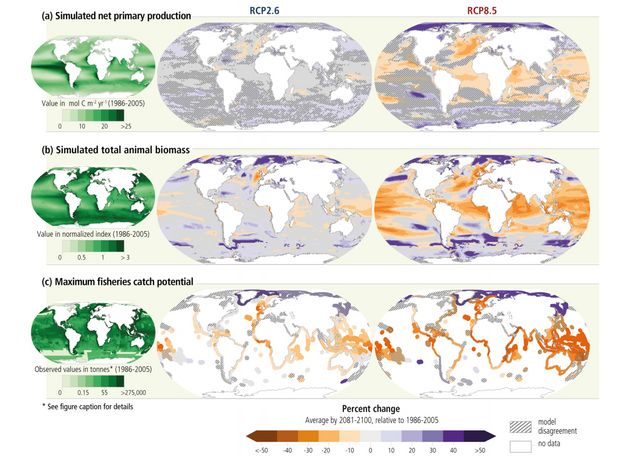 RCP2.6
RCP8.5
(a) Simulated net primary production
Value in mol C m-2 yr-1 (1986-2005)
0 10 20 >25
(b) Simulated total animal biomass
Value in normalized index (1986-2005)
0 0.5 1 > 3
(c) Maximum fisheries catch potential
Observed values in tonnes* (1986-2005)
0 0.15 55 >275,000
* See figure caption for details
Percent change
Average by 2081-2100, relative to 1986-2005
<-50 -40 -30 -20 -10 0 10 20 30 40 >50
model
disagreement
no data